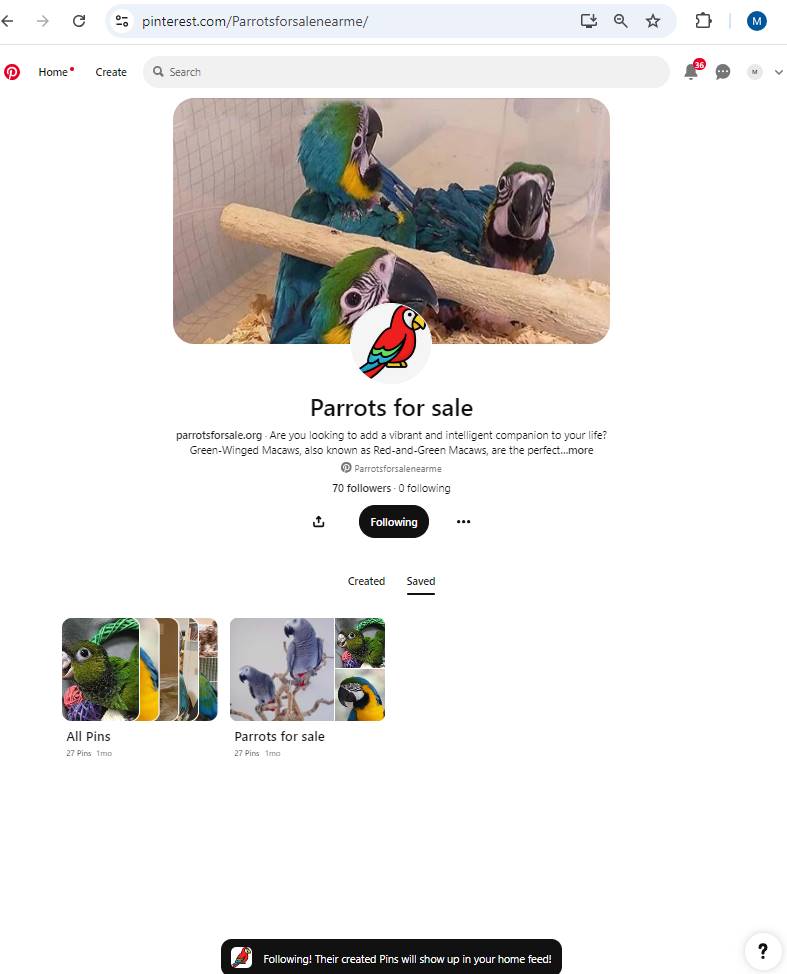 pinterest.com/Parrotsforsalenearme/
M
Home
Create
Search
36
M
Parrots for sale
parrotsforsale.org · Are you looking to add a vibrant and intelligent companion to your life?
Green-Winged Macaws, also known as Red-and-Green Macaws, are the perfect...more
Parrotsforsalenearme
70 followers · 0 following
Following
Created
Saved
All Pins
27 Pins 1mo
Parrots for sale
27 Pins 1mo
Following! Their created Pins will show up in your home feed!
?